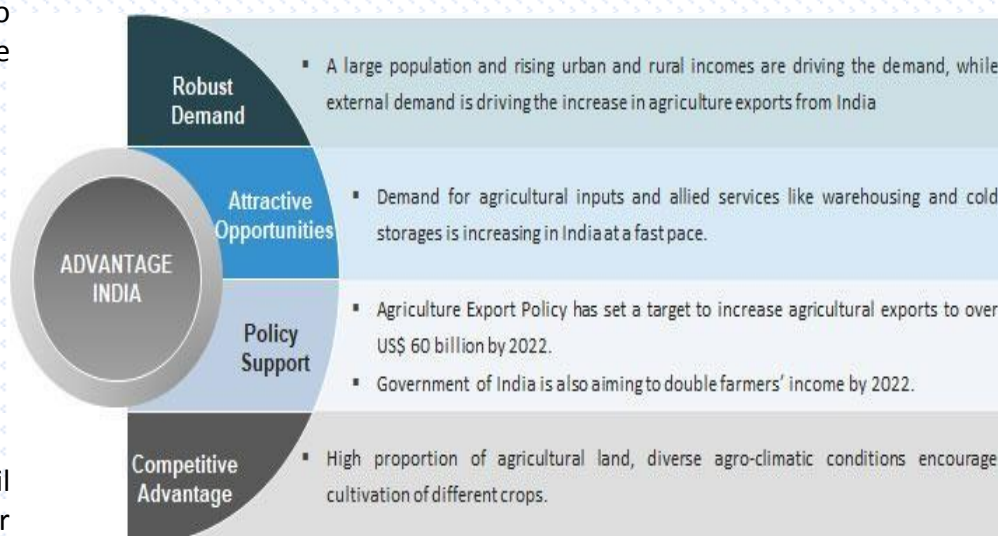 o
e
Robust
Demand
▪ A large population and rising urban and rural incomes are driving the demand, while
external demand is driving the increase in agriculture exports from India
ADVANTAGE
INDIA
Attractive
Opportunities
▪ Demand for agricultural inputs and allied services like warehousing and cold
storages is increasing in India at a fast pace.
Policy
Support
▪ Agriculture Export Policy has set a target to increase agricultural exports to over
US$ 60 billion by 2022.
▪ Government of India is also aiming to double farmers’ income by 2022.
Competitive
Advantage
▪ High proportion of agricultural land, diverse agro-climatic conditions encourage
cultivation of different crops.
il
r